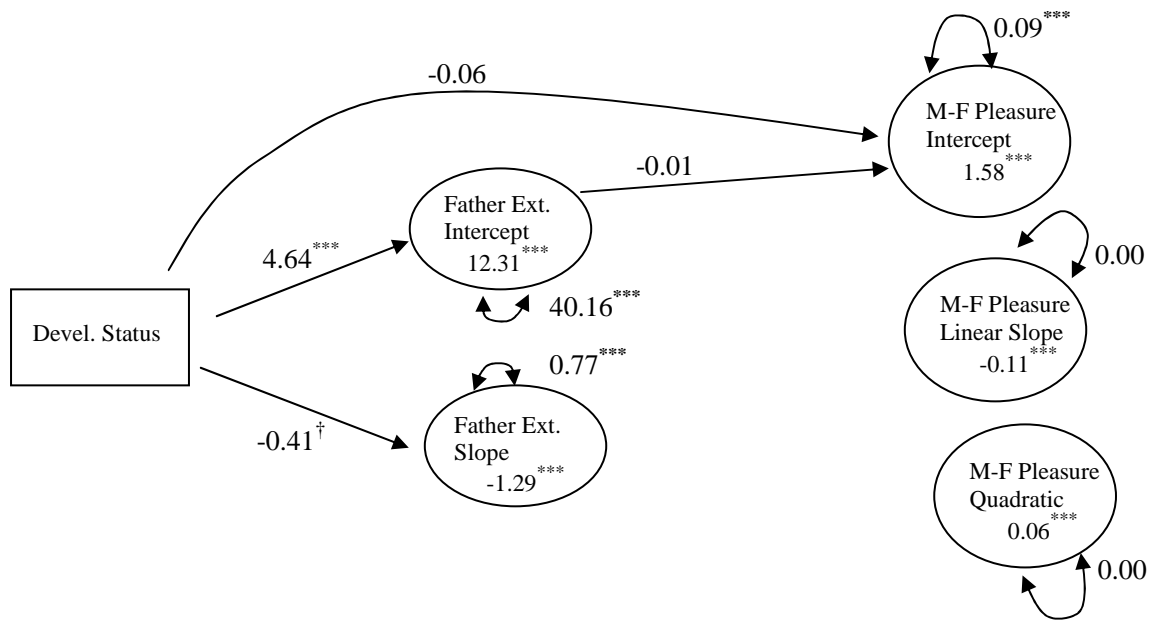 0.09***
-0.06
M-F Pleasure
Intercept
1.58***
-0.01
Father Ext.
Intercept
12.31***
4.64***
40.16***
0.00
M-F Pleasure
Linear Slope
-0.11***
Devel. Status
0.77***
Father Ext.
Slope
-1.29***
-0.41†
M-F Pleasure
Quadratic
0.06***
0.00